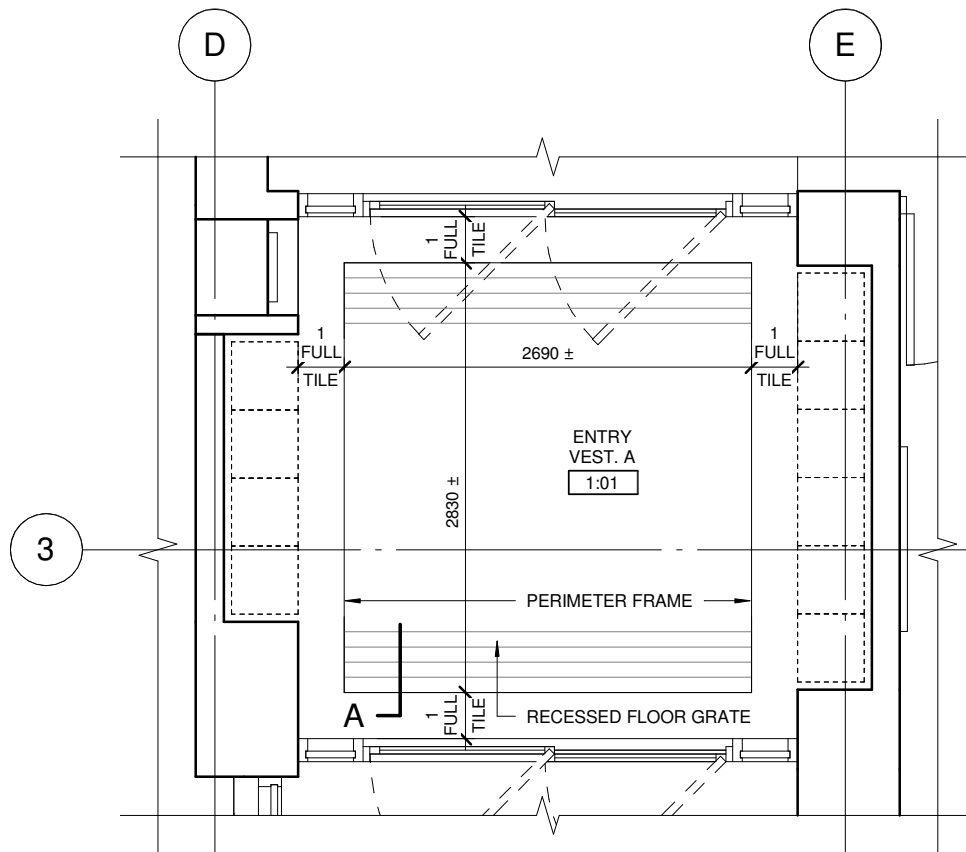 D
E
1
FULL
TILE
1
FULL
TILE
2690 ±
1
FULL
TILE
ENTRY
VEST. A
1:01
2830 ±
3
PERIMETER FRAME
A
1
FULL
TILE
RECESSED FLOOR GRATE